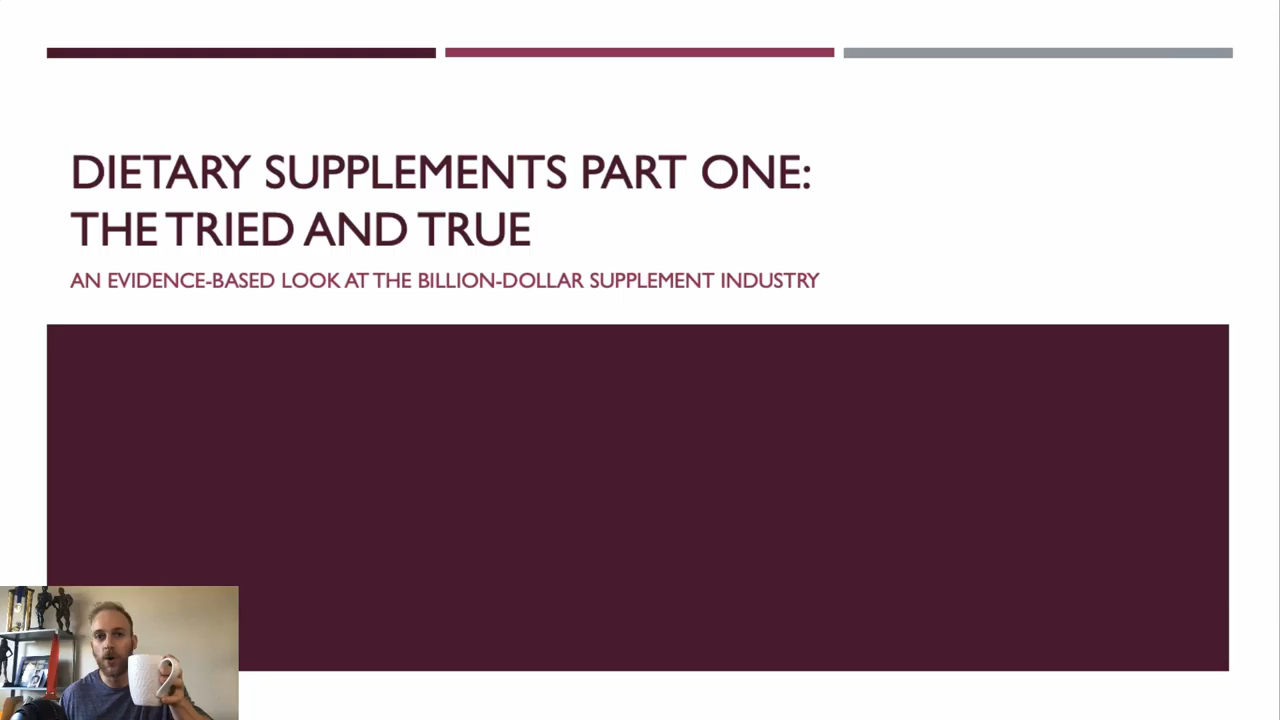 DIETARY SUPPLEMENTS PART ONE:
THE TRIED AND TRUE
AN EVIDENCE-BASED LOOK AT THE BILLION-DOLLAR SUPPLEMENT INDUSTRY